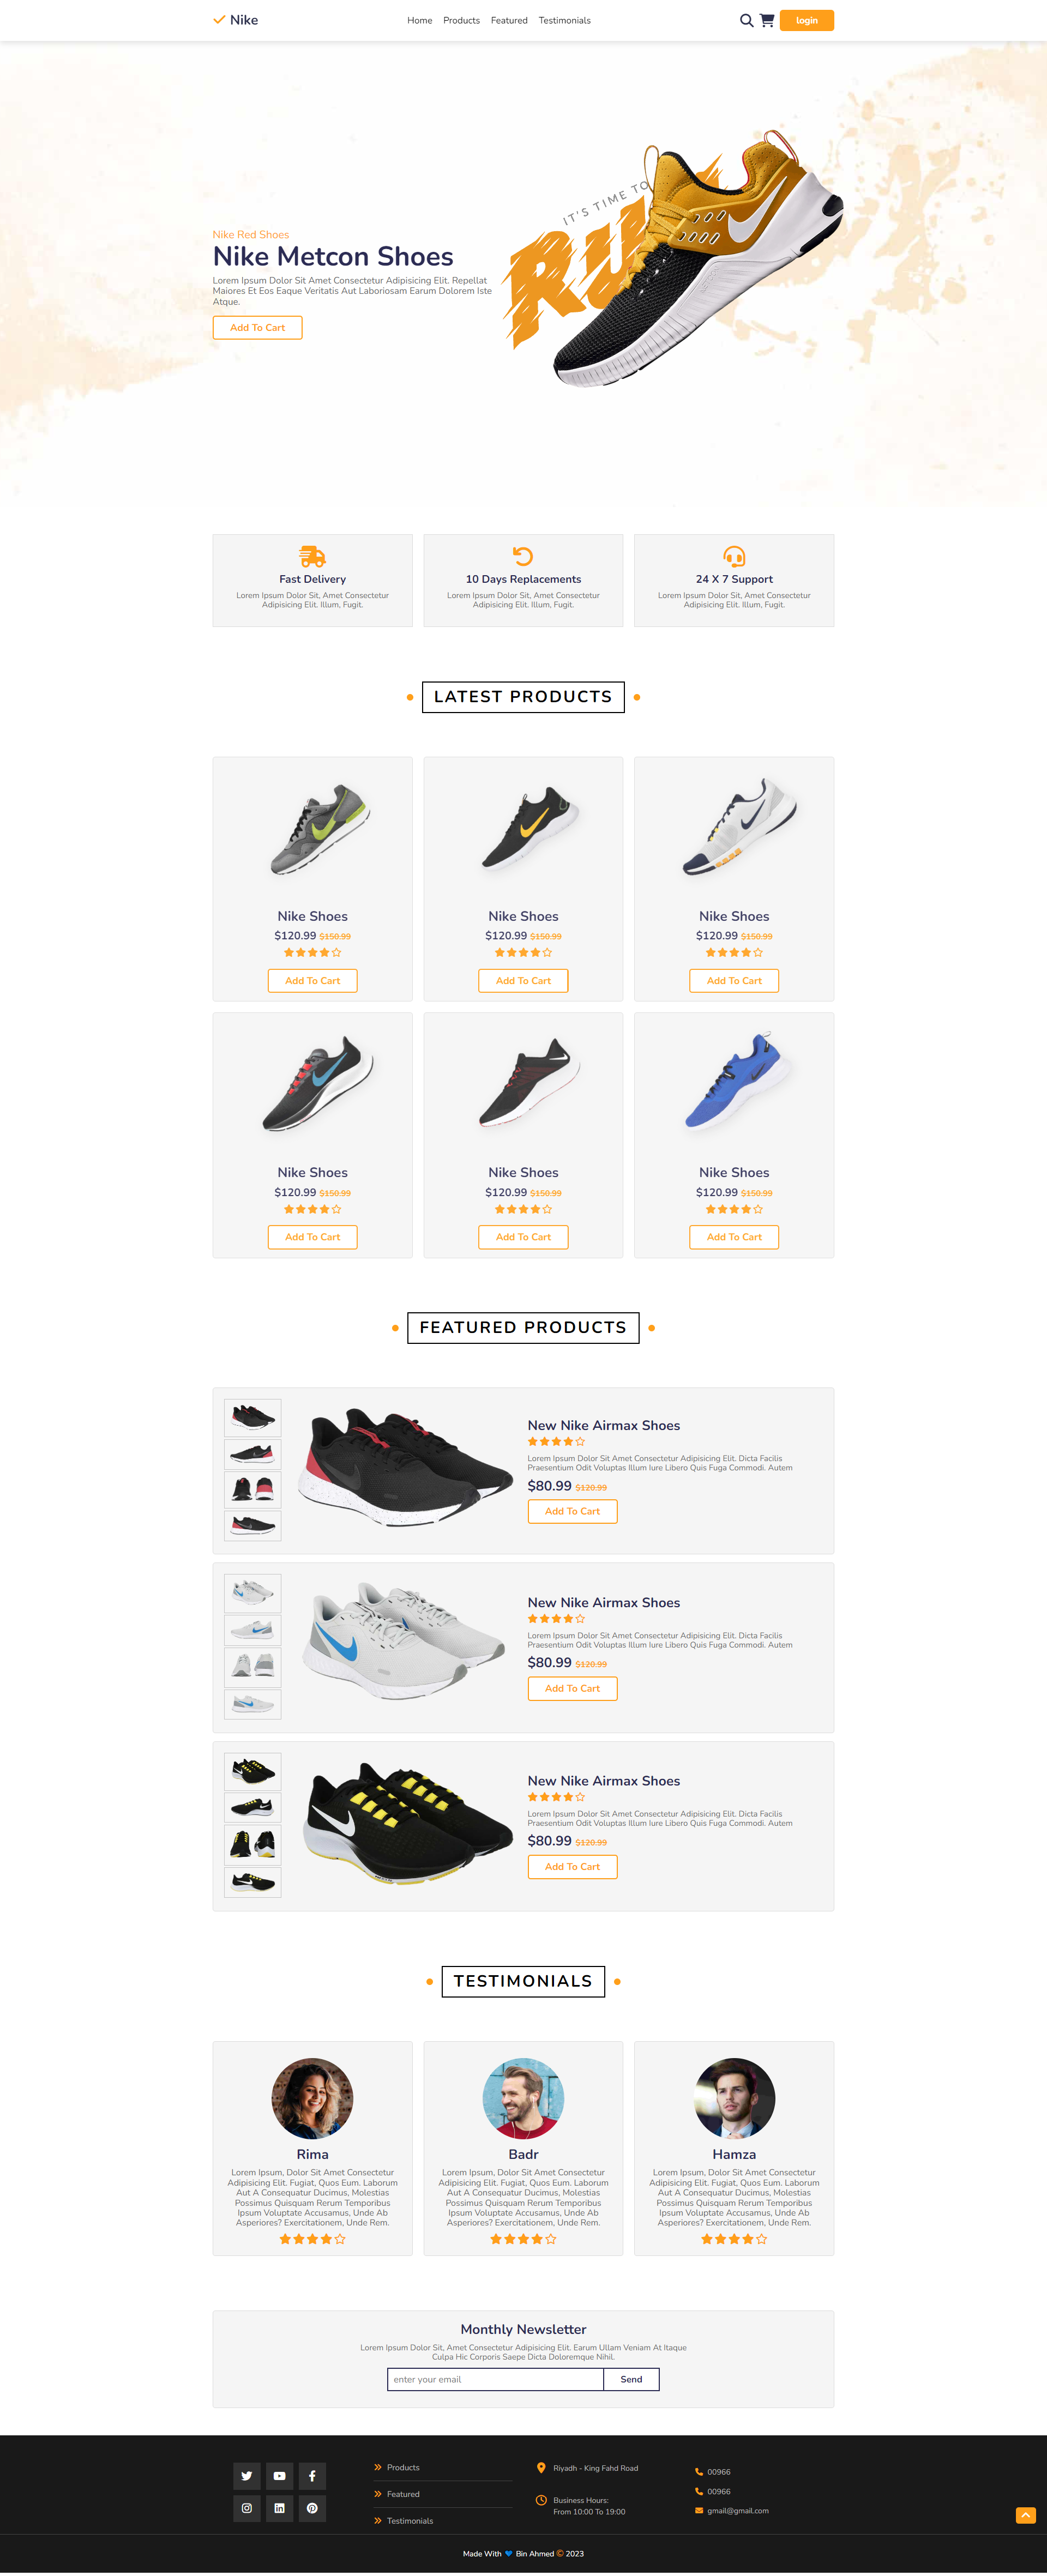 Nike
Home Products Featured Testimonials
login
IT'S TIME TO
RUN
Nike Red Shoes
Nike Metcon Shoes
Lorem Ipsum Dolor Sit Amet Consectetur Adipisicing Elit. Repellat
Maiores Et Eos Eaque Veritatis Aut Laboriosam Earum Dolorem Iste
Atque.
Add To Cart
Fast Delivery
Lorem Ipsum Dolor Sit, Amet Consectetur
Adipisicing Elit. Illum, Fugit.
10 Days Replacements
Lorem Ipsum Dolor Sit, Amet Consectetur
Adipisicing Elit. Illum, Fugit.
24 X 7 Support
Lorem Ipsum Dolor Sit, Amet Consectetur
Adipisicing Elit. Illum, Fugit.
LATEST PRODUCTS
Nike Shoes
$120.99 $150.99
Add To Cart
Nike Shoes
$120.99 $150.99
Add To Cart
Nike Shoes
$120.99 $150.99
Add To Cart
Nike Shoes
$120.99 $150.99
Add To Cart
Nike Shoes
$120.99 $150.99
Add To Cart
Nike Shoes
$120.99 $150.99
Add To Cart
FEATURED PRODUCTS
New Nike Airmax Shoes
Lorem Ipsum Dolor Sit Amet Consectetur Adipisicing Elit. Dicta Facilis
Praesentium Odit Voluptas Illum Iure Libero Quis Fuga Commodi. Autem
$80.99 $120.99
Add To Cart
New Nike Airmax Shoes
Lorem Ipsum Dolor Sit Amet Consectetur Adipisicing Elit. Dicta Facilis
Praesentium Odit Voluptas Illum Iure Libero Quis Fuga Commodi. Autem
$80.99 $120.99
Add To Cart
New Nike Airmax Shoes
Lorem Ipsum Dolor Sit Amet Consectetur Adipisicing Elit. Dicta Facilis
Praesentium Odit Voluptas Illum Iure Libero Quis Fuga Commodi. Autem
$80.99 $120.99
Add To Cart
TESTIMONIALS
Rima
Lorem Ipsum, Dolor Sit Amet Consectetur
Adipisicing Elit. Fugiat, Quos Eum. Laborum
Aut A Consequatur Ducimus, Molestias
Possimus Quisquam Rerum Temporibus
Ipsum Voluptate Accusamus, Unde Ab
Asperiores? Exercitationem, Unde Rem.
Badr
Lorem Ipsum, Dolor Sit Amet Consectetur
Adipisicing Elit. Fugiat, Quos Eum. Laborum
Aut A Consequatur Ducimus, Molestias
Possimus Quisquam Rerum Temporibus
Ipsum Voluptate Accusamus, Unde Ab
Asperiores? Exercitationem, Unde Rem.
Hamza
Lorem Ipsum, Dolor Sit Amet Consectetur
Adipisicing Elit. Fugiat, Quos Eum. Laborum
Aut A Consequatur Ducimus, Molestias
Possimus Quisquam Rerum Temporibus
Ipsum Voluptate Accusamus, Unde Ab
Asperiores? Exercitationem, Unde Rem.
Monthly Newsletter
Lorem Ipsum Dolor Sit, Amet Consectetur Adipisicing Elit. Earum Ullam Veniam At Itaque
Culpa Hic Corporis Saepe Dicta Doloremque Nihil.
enter your email
Send
Products
Featured
Testimonials
Riyadh - King Fahd Road
Business Hours:
From 10:00 To 19:00
00966
00966
gmail@gmail.com
Made With Bin Ahmed © 2023